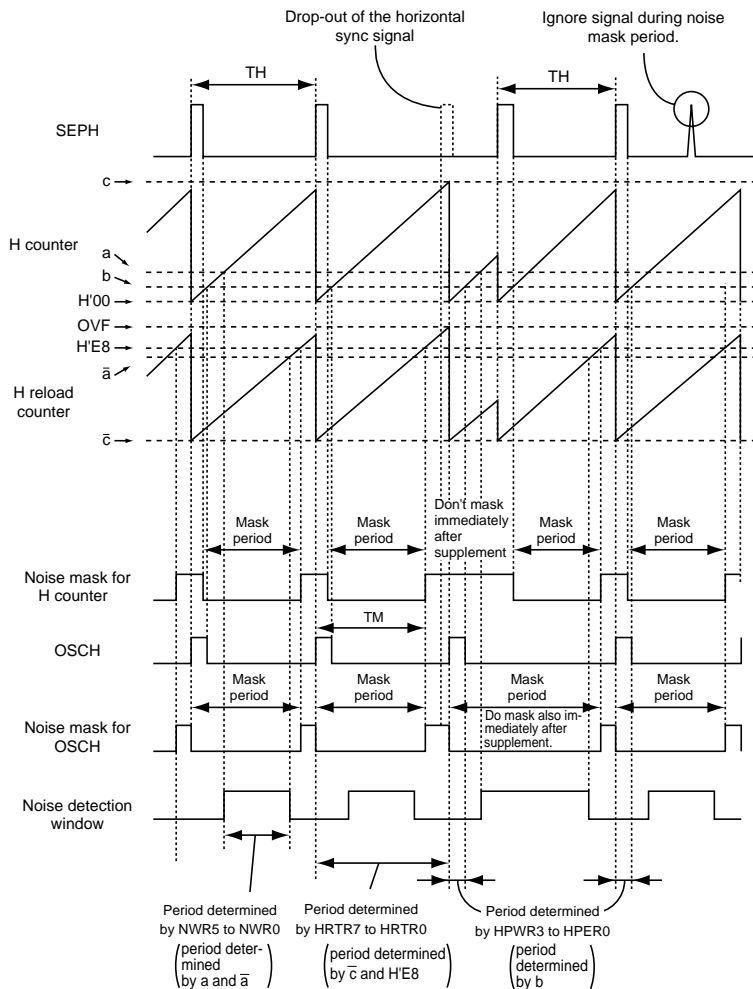 Drop-out of the horizontal
sync signal
Ignore signal during noise
mask period.
TH
TH
SEPH
c
H counter
a
b
H'00
OVF
H'E8
a̅
H reload
counter
c̅
Don't mask
immediately
after
supplement
Mask
period
Mask
period
Mask
period
Mask
period
Noise mask for
H counter
TM
OSCH
Mask
period
Mask
period
Mask
period
Mask
period
Noise mask for
OSCH
Do mask also im-
mediately after
supplement.
Noise detection
window
Period determined
by NWR5 to NWR0
(period deter-
mined
by a and a̅)
Period determined
by HRTR7 to HRTR0
(period determined
by c̅ and H'E8)
Period determined
by HPWR3 to HPER0
(period
determined
by b)